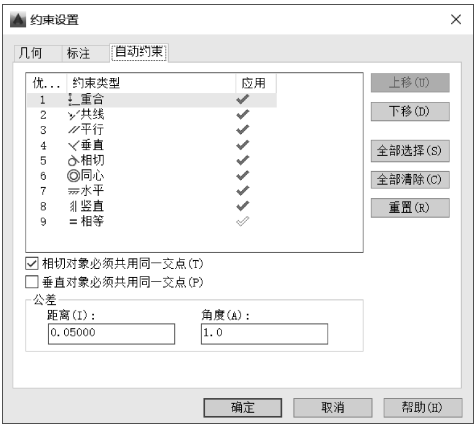 约束设置
几何 标注 自动约束
优... 约束类型 应用
1 重合
2 共线
3 平行
4 垂直
5 相切
6 同心
7 水平
8 竖直
9 相等
上移(U)
下移(D)
全部选择(S)
全部清除(C)
重置(R)
相切对象必须共用同一交点(T)
垂直对象必须共用同一交点(P)
公差
距离(I): 角度(A):
0.05000 1.0
确定 取消 帮助(H)